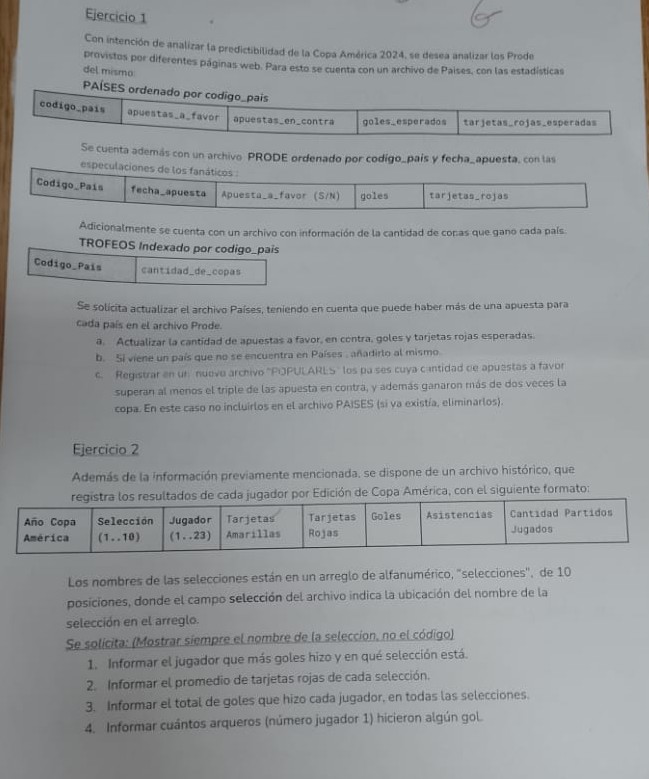 Ejercicio 1
Con intención de analizar la predictibilidad de la Copa América 2024, se desea analizar los Prode
provistos por diferentes páginas web. Para esto se cuenta con un archivo de Paises, con las estadísticas
del mismo:
PAÍSES ordenado por codigo_pais
codigo_pais apuestas_a_favor apuestas_en_contra goles_esperados tarjetas_rojas_esperadas
Se cuenta además con un archivo PRODE ordenado por codigo_pais y fecha_apuesta, con las
especulaciones de los fanáticos :
Codigo_Pais fecha_apuesta Apuesta_a_favor (S/N) goles tarjetas_rojas
Adicionalmente se cuenta con un archivo con información de la cantidad de copas que gano cada país.
TROFEOS Indexado por codigo_pais
Codigo_Pais cantidad_de_copas
Se solicita actualizar el archivo Países, teniendo en cuenta que puede haber más de una apuesta para
cada país en el archivo Prode.
a. Actualizar la cantidad de apuestas a favor, en contra, goles y tarjetas rojas esperadas.
b. Si viene un país que no se encuentra en Países , añadirlo al mismo.
c. Registrar en un nuevo archivo "POPULARES" los países cuya cantidad de apuestas a favor
superan al menos el triple de las apuesta en contra, y además ganaron más de dos veces la
copa. En este caso no incluirlos en el archivo PAISES (si ya existía, eliminarlos).
Ejercicio 2
Además de la información previamente mencionada, se dispone de un archivo histórico, que
registra los resultados de cada jugador por Edición de Copa América, con el siguiente formato:
Año Copa América Selección (1..10) Jugador (1..23) Tarjetas Amarillas Tarjetas Rojas Goles Asistencias Cantidad Partidos Jugados
Los nombres de las selecciones están en un arreglo de alfanumérico, "selecciones", de 10
posiciones, donde el campo selección del archivo indica la ubicación del nombre de la
selección en el arreglo.
Se solicita: (Mostrar siempre el nombre de la seleccion, no el código)
1. Informar el jugador que más goles hizo y en qué selección está.
2. Informar el promedio de tarjetas rojas de cada selección.
3. Informar el total de goles que hizo cada jugador, en todas las selecciones.
4. Informar cuántos arqueros (número jugador 1) hicieron algún gol.